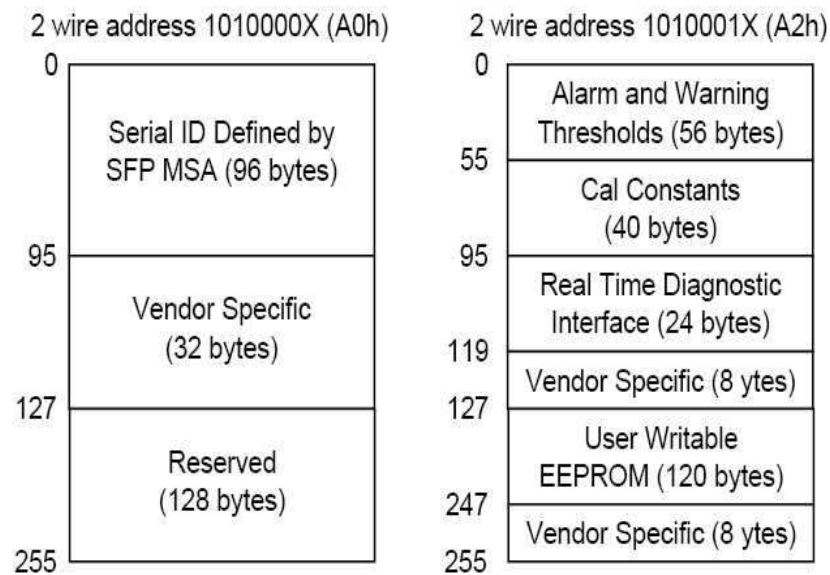 2 wire address 1010000X (A0h)
0
Serial ID Defined by
SFP MSA (96 bytes)
95
Vendor Specific
(32 bytes)
127
Reserved
(128 bytes)
255
2 wire address 1010001X (A2h)
0
Alarm and Warning
Thresholds (56 bytes)
55
Cal Constants
(40 bytes)
95
Real Time Diagnostic
Interface (24 bytes)
119
Vendor Specific (8 ytes)
127
User Writable
EEPROM (120 bytes)
247
Vendor Specific (8 ytes)
255